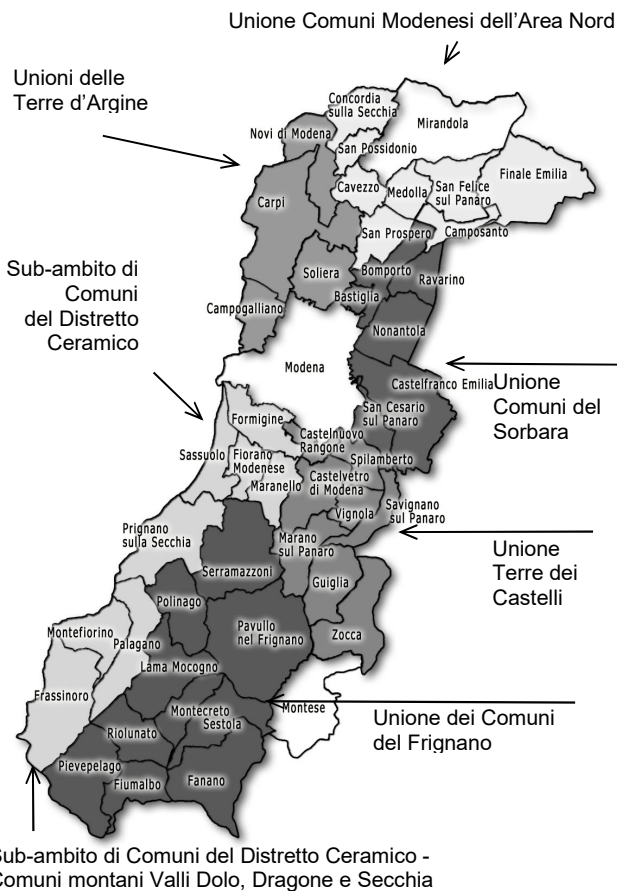 Unione Comuni Modenesi dell'Area Nord
Unioni delle
Terre d'Argine
Concordia
sulla Secchia
Mirandola
Novi di Modena
San Possidonio
Finale Emilia
Cavezzo
Medolla
San Felice
sul Panaro
Carpi
San Prospero
Camposanto
Sub-ambito di
Comuni
del Distretto
Ceramico
Soliera
Bomporto
Ravarino
Bastiglia
Campogalliano
Nonantola
Modena
Castelfranco Emilia
Unione
Comuni del
Sorbara
San Cesario
sul Panaro
Formigine
Castelnuovo
Rangone
Sassuolo
Fiorano
Modenese
Spilamberto
Maranello
Castelvetro
di Modena
Vignola
Savignano
sul Panaro
Prignano
sulla Secchia
Marano
sul Panaro
Unione
Terre dei
Castelli
Serramazzoni
Guiglia
Polinago
Pavullo
nel Frignano
Zocca
Montefiorino
Palagano
Lama Mocogno
Frassinoro
Montecreto
Sestola
Montese
Unione dei Comuni
del Frignano
Riolunato
Pievepelago
Fiumalbo
Fanano
Sub-ambito di Comuni del Distretto Ceramico -
Comuni montani Valli Dolo, Dragone e Secchia